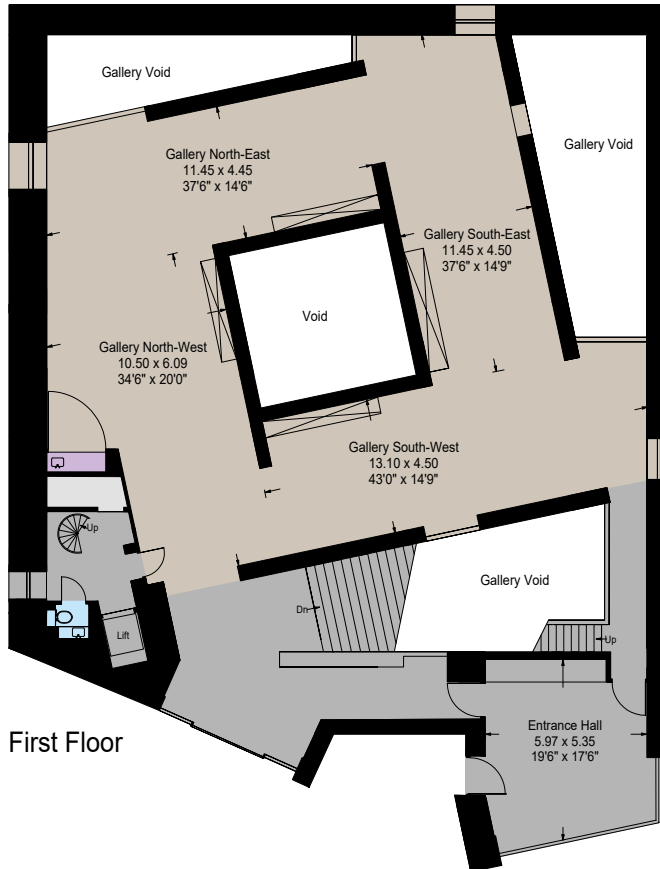 Gallery Void
Gallery North-East
11.45 x 4.45
37'6" x 14'6"
Gallery Void
Gallery South-East
11.45 x 4.50
37'6" x 14'9"
Void
Gallery North-West
10.50 x 6.09
34'6" x 20'0"
Gallery South-West
13.10 x 4.50
43'0" x 14'9"
Up
Gallery Void
Dn
Lift
Up
Entrance Hall
5.97 x 5.35
19'6" x 17'6"
First Floor